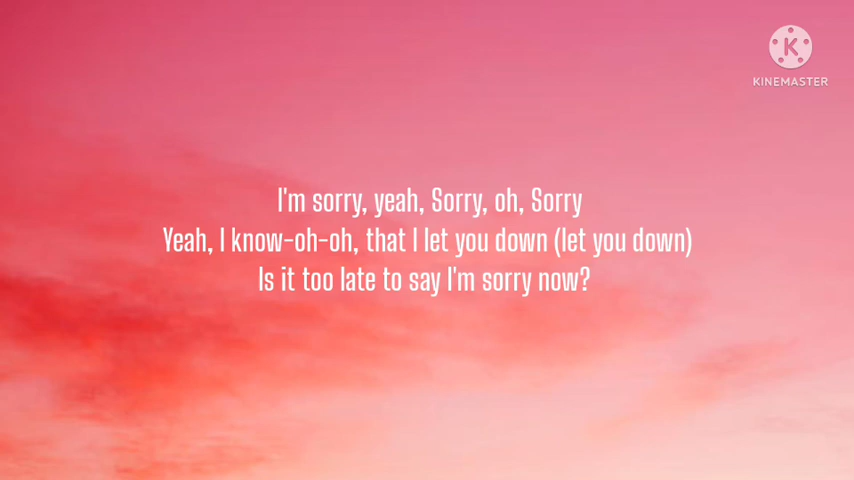 K
KINEMASTER
I'm sorry, yeah, Sorry, oh, Sorry
Yeah, I know-oh-oh, that I let you down (let you down)
Is it too late to say I'm sorry now?